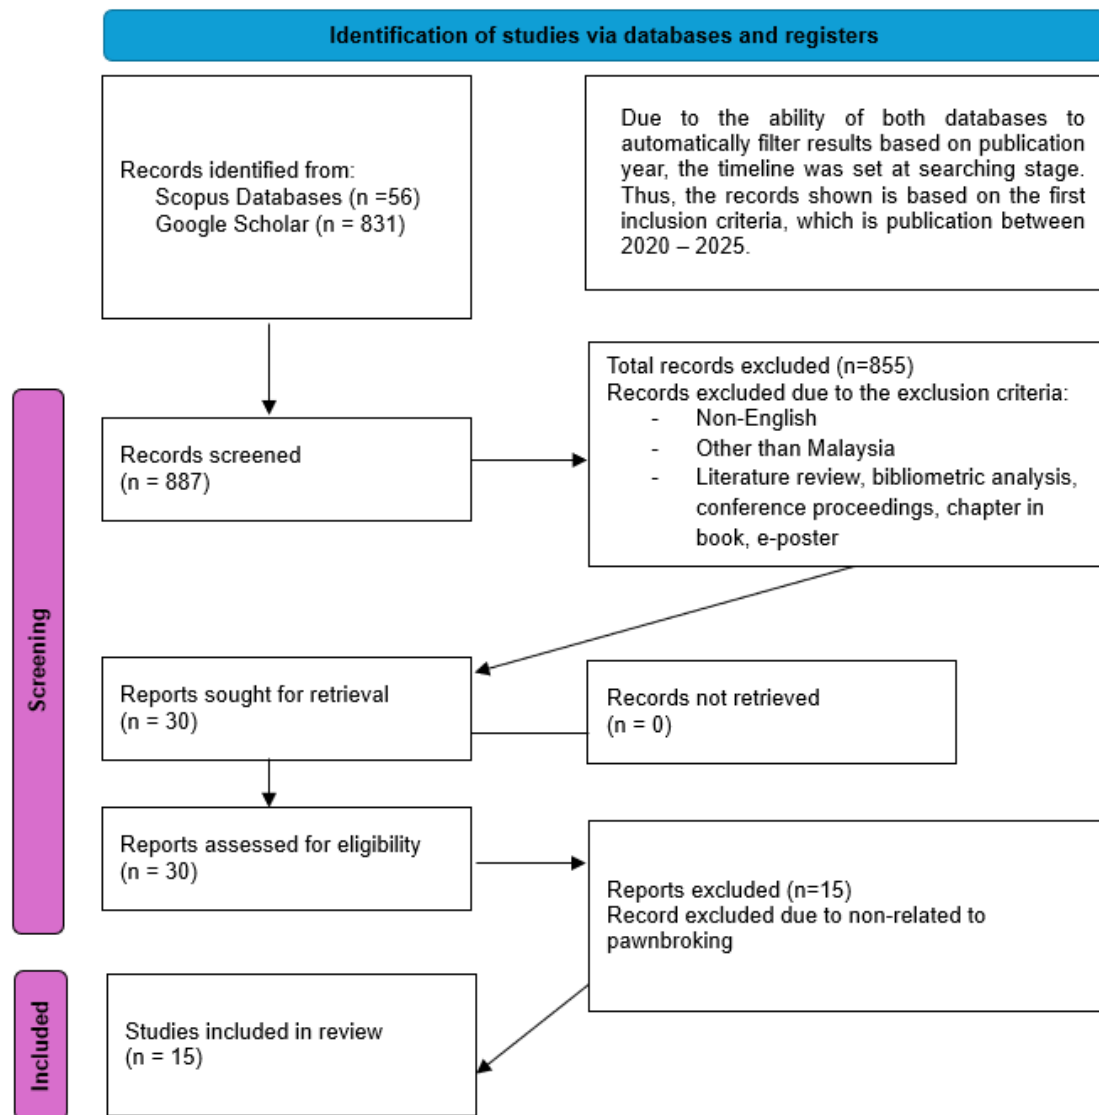 Identification of studies via databases and registers
Records identified from:
Scopus Databases (n =56)
Google Scholar (n = 831)
Due to the ability of both databases to
automatically filter results based on publication
year, the timeline was set at searching stage.
Thus, the records shown is based on the first
inclusion criteria, which is publication between
2020 – 2025.
Total records excluded (n=855)
Records excluded due to the exclusion criteria:
- Non-English
- Other than Malaysia
- Literature review, bibliometric analysis,
conference proceedings, chapter in
book, e-poster
Screening
Records screened
(n = 887)
Reports sought for retrieval
(n = 30)
Records not retrieved
(n = 0)
Reports assessed for eligibility
(n = 30)
Reports excluded (n=15)
Record excluded due to non-related to
pawnbroking
Included
Studies included in review
(n = 15)